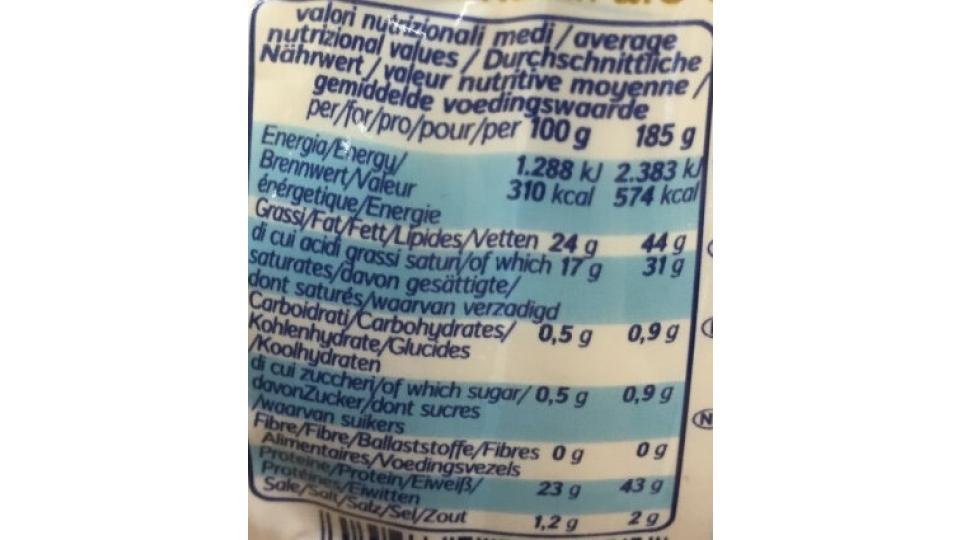 valori nutrizionali medi / average
nutrizional values / Durchschnittliche
Nährwert / valeur nutritive moyenne /
gemiddelde voedingswaarde
per/for/pro/pour/per 100 g 185 g
Energia/Energy/ 1.288 kJ 2.383 kJ
Brennwert/Valeur 310 kcal 574 kcal
énérgetique/Energie
Grassi/Fat/Fett/Lipides/Vetten 24 g 44 g
di cui acidi grassi saturi/of which 17 g 31 g
saturates/davon gesättigte/
dont saturés/waarvan verzadigd
Carboidrati/Carbohydrates/ 0,5 g 0,9 g
Kohlenhydrate/Glucides
/Koolhydraten
di cui zuccheri/of which sugar/ 0,5 g 0,9 g
davonZucker/dont sucres
/waarvan suikers
Fibre/Fibre/Ballaststoffe/Fibres 0 g 0 g
Alimentaires/Voedingsvezels
Proteine/Protein/Eiweiß/ 23 g 43 g
Protéines/Eiwitten
Sale/Salt/Salz/Sel/Zout 1,2 g 2 g